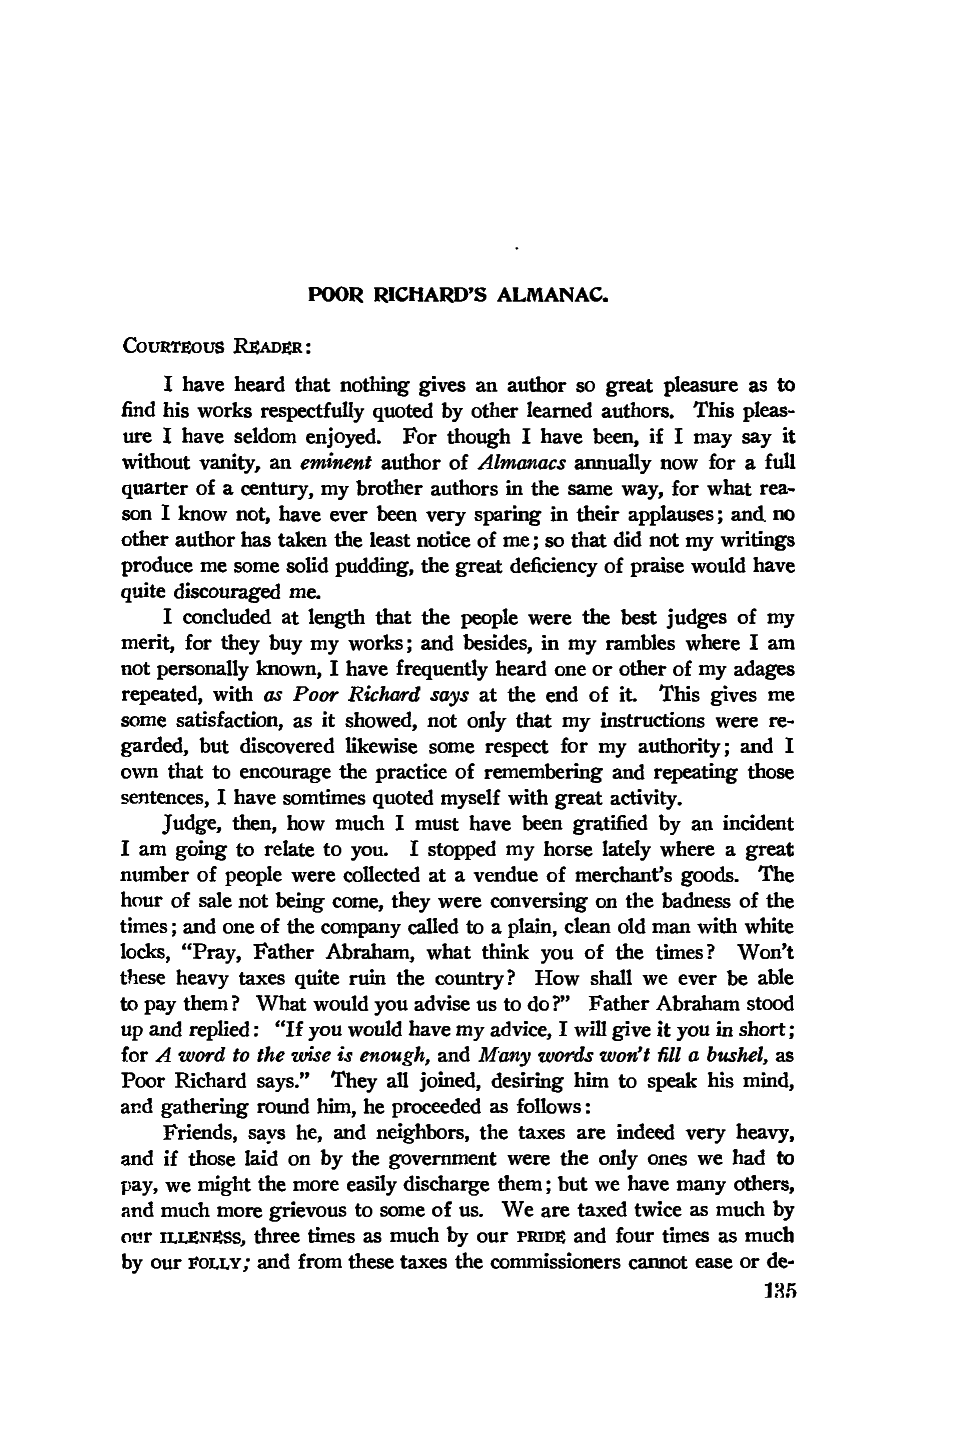 POOR RICHARD'S ALMANAC.
COURTEOUS READER:
I have heard that nothing gives an author so great pleasure as to
find his works respectfully quoted by other learned authors. This pleas-
ure I have seldom enjoyed. For though I have been, if I may say it
without vanity, an eminent author of Almanacs annually now for a full
quarter of a century, my brother authors in the same way, for what rea-
son I know not, have ever been very sparing in their applauses; and no
other author has taken the least notice of me; so that did not my writings
produce me some solid pudding, the great deficiency of praise would have
quite discouraged me.
I concluded at length that the people were the best judges of my
merit, for they buy my works; and besides, in my rambles where I am
not personally known, I have frequently heard one or other of my adages
repeated, with as Poor Richard says at the end of it. This gives me
some satisfaction, as it showed, not only that my instructions were re-
garded, but discovered likewise some respect for my authority; and I
own that to encourage the practice of remembering and repeating those
sentences, I have somtimes quoted myself with great activity.
Judge, then, how much I must have been gratified by an incident
I am going to relate to you. I stopped my horse lately where a great
number of people were collected at a vendue of merchant's goods. The
hour of sale not being come, they were conversing on the badness of the
times; and one of the company called to a plain, clean old man with white
locks, "Pray, Father Abraham, what think you of the times? Won't
these heavy taxes quite ruin the country? How shall we ever be able
to pay them? What would you advise us to do?" Father Abraham stood
up and replied: "If you would have my advice, I will give it you in short;
for A word to the wise is enough, and Many words won't fill a bushel, as
Poor Richard says." They all joined, desiring him to speak his mind,
and gathering round him, he proceeded as follows:
Friends, says he, and neighbors, the taxes are indeed very heavy,
and if those laid on by the government were the only ones we had to
pay, we might the more easily discharge them; but we have many others,
and much more grievous to some of us. We are taxed twice as much by
our ILLENESS, three times as much by our PRIDE and four times as much
by our FOLLY; and from these taxes the commissioners cannot ease or de-
135